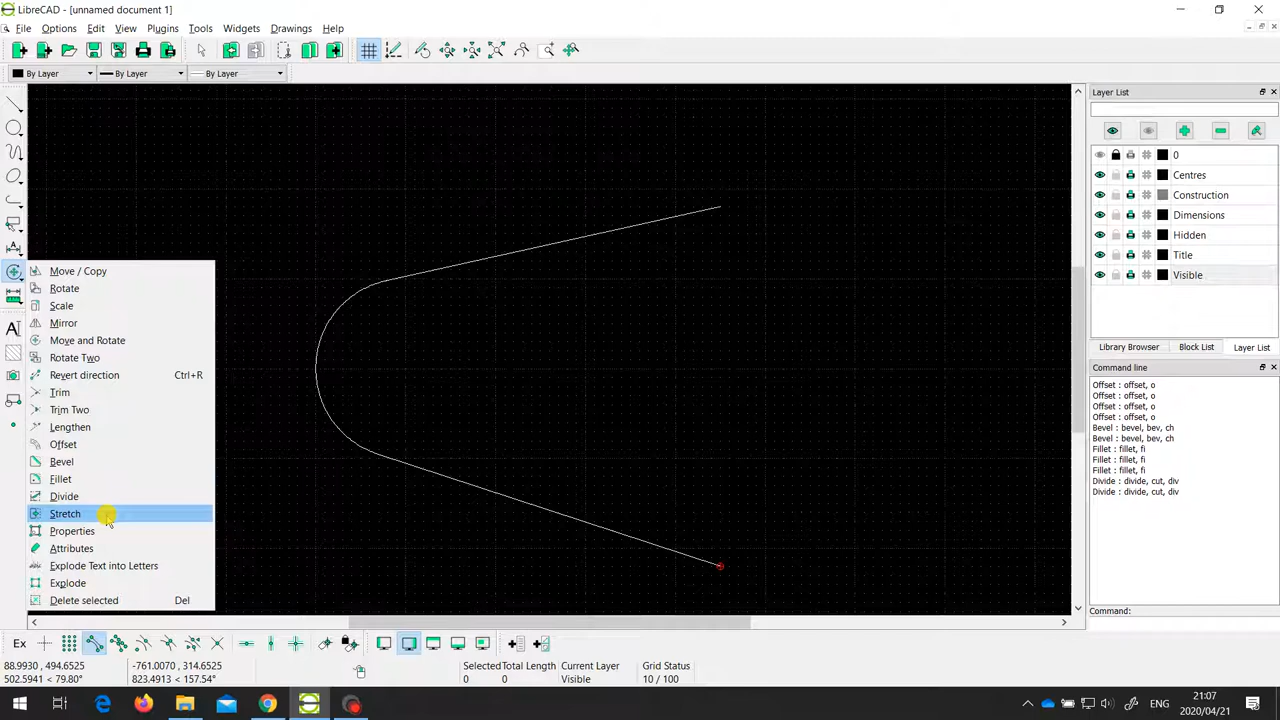 LibreCAD - [unnamed document 1]
File Options Edit View Plugins Tools Widgets Drawings Help
By Layer By Layer By Layer
Layer List
0
Centres
Construction
Dimensions
Hidden
Title
Visible
Library Browser Block List Layer List
Move / Copy
Rotate
Scale
Mirror
Move and Rotate
Rotate Two
Revert direction Ctrl+R
Trim
Trim Two
Lengthen
Offset
Bevel
Fillet
Divide
Stretch
Properties
Attributes
Explode Text into Letters
Explode
Delete selected Del
Command line
Offset : offset, o
Offset : offset, o
Offset : offset, o
Offset : offset, o
Bevel : bevel, bev, ch
Bevel : bevel, bev, ch
Fillet : fillet, fi
Fillet : fillet, fi
Fillet : fillet, fi
Divide : divide, cut, div
Divide : divide, cut, div
Command:
Ex
88.9930 , 494.6525 -761.0070 , 314.6525 Selected Total Length Current Layer Grid Status
502.5941 < 79.80° 823.4913 < 157.54° 0 0 Visible 10 / 100
ENG
21:07
2020/04/21